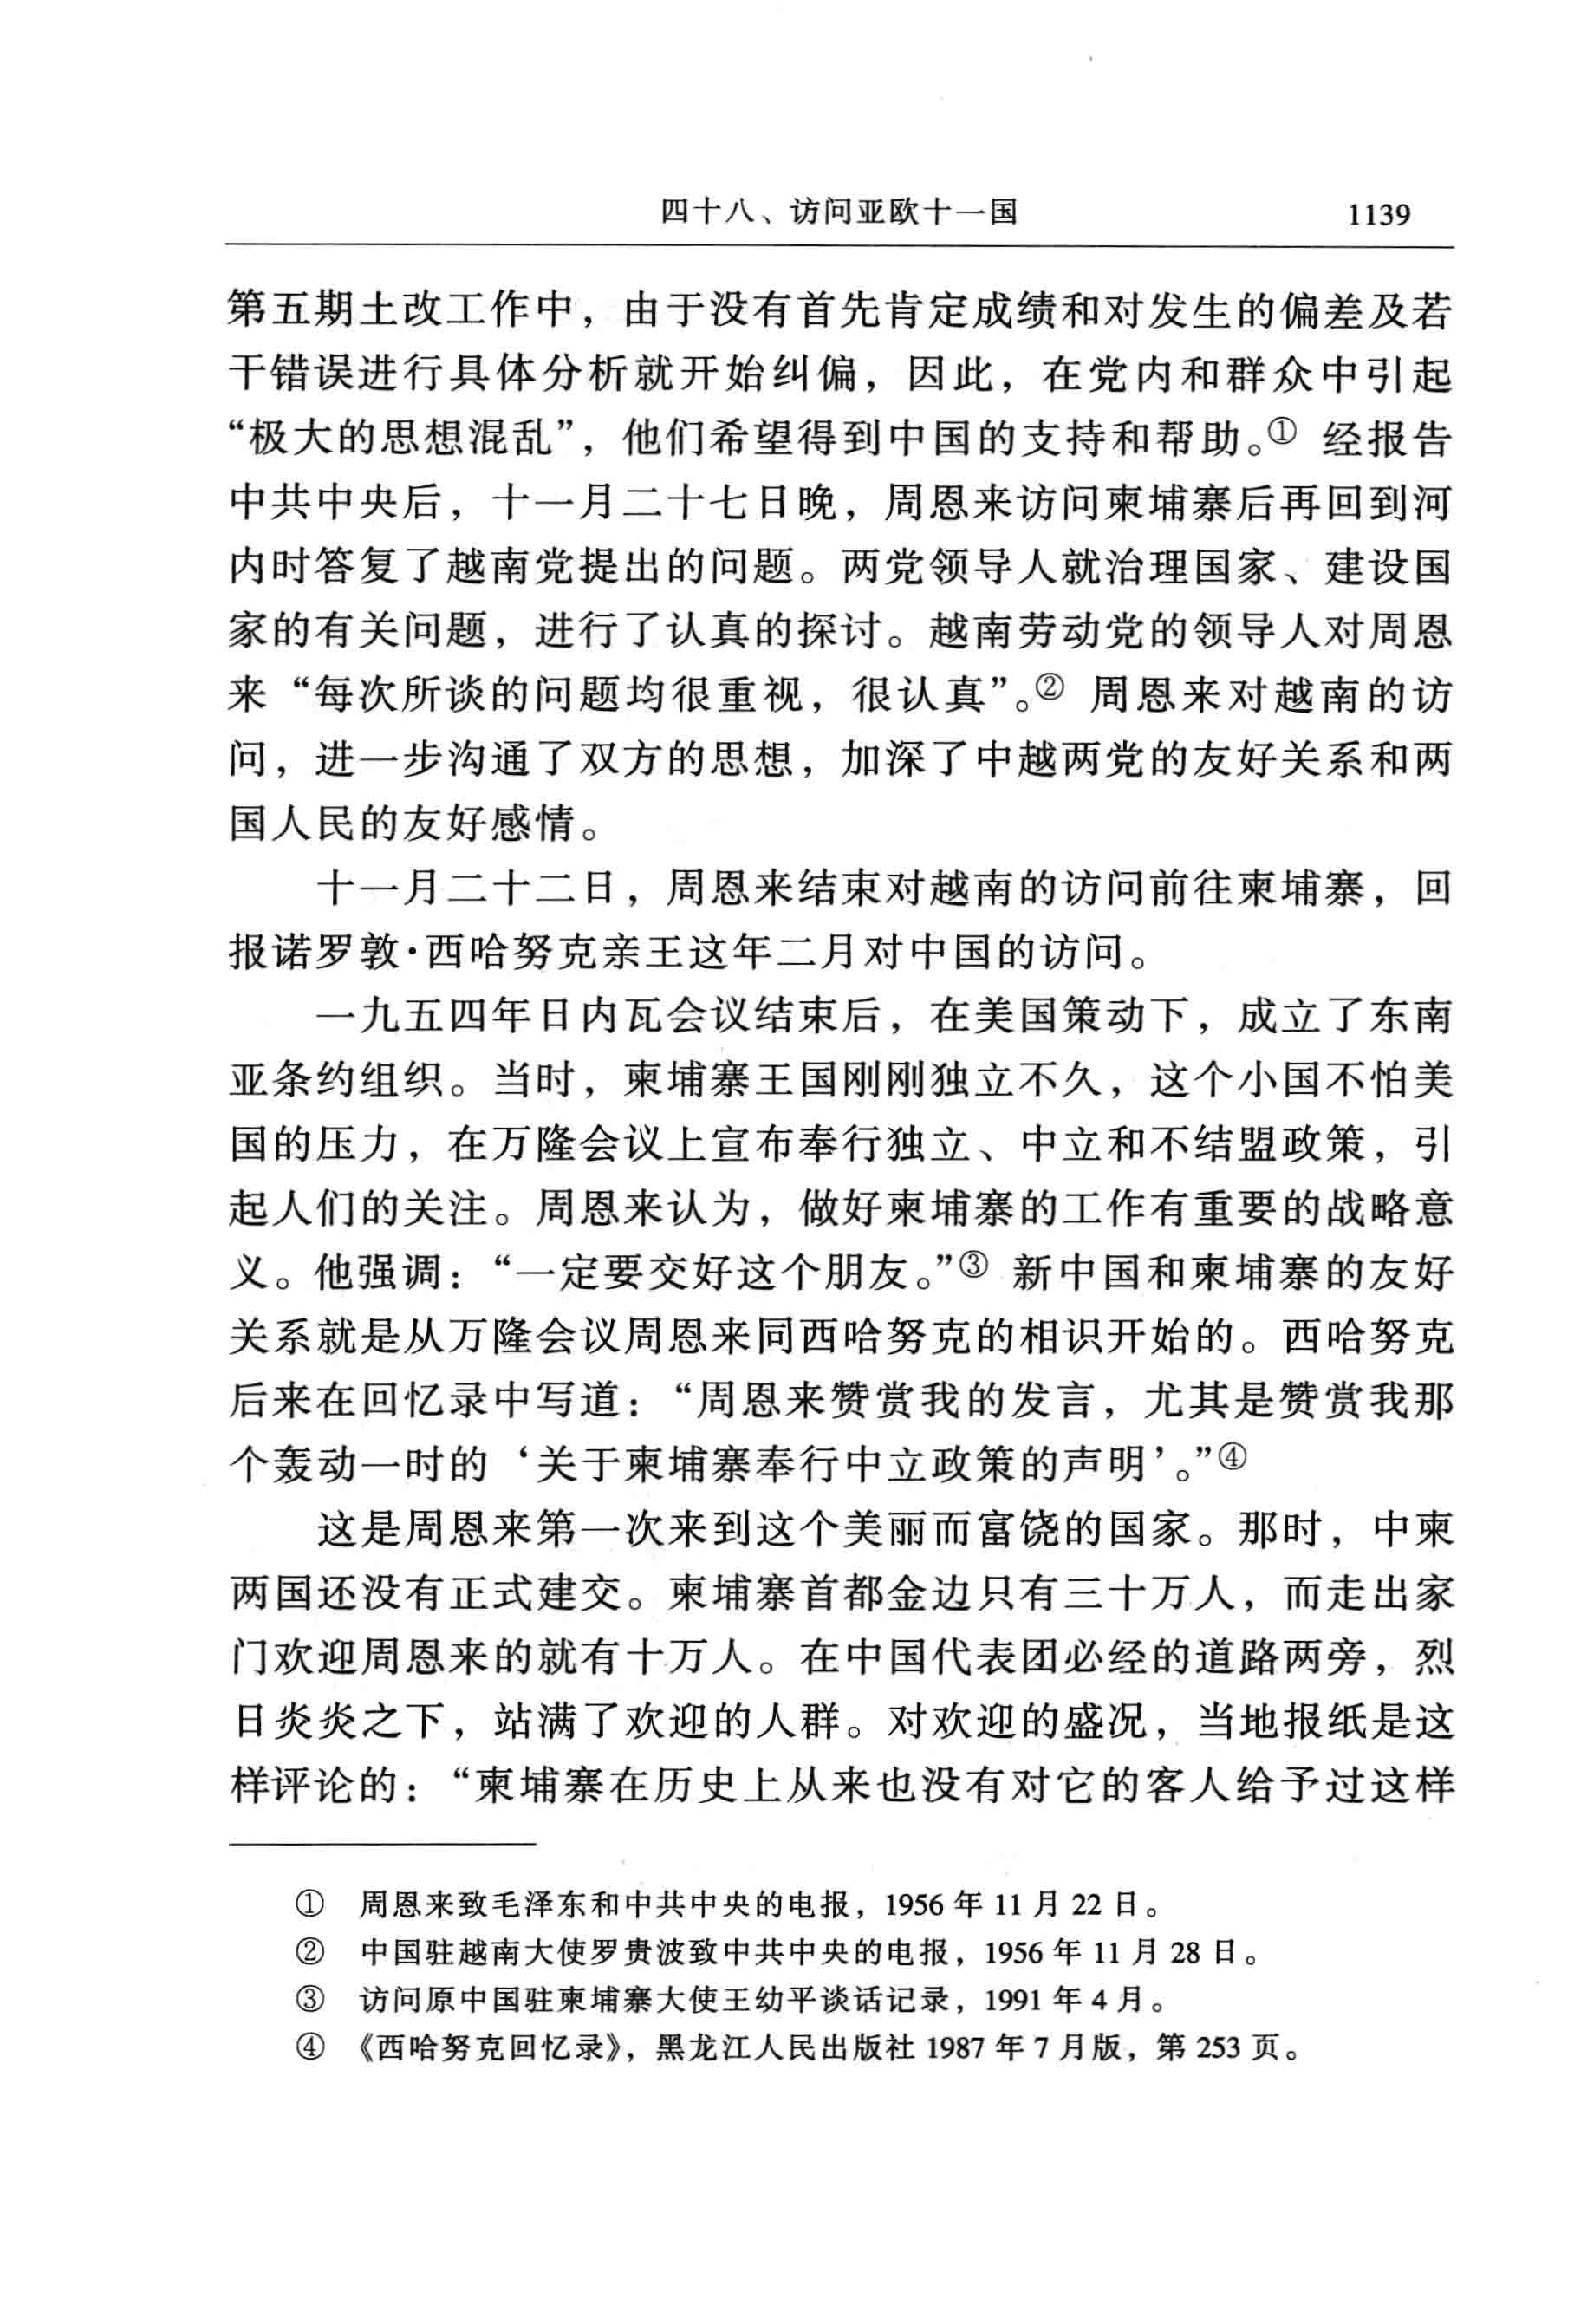 四十八、访问亚欧十一国 1139
第五期土改工作中，由于没有首先肯定成绩和对发生的偏差及若
干错误进行具体分析就开始纠偏，因此，在党内和群众中引起
“极大的思想混乱”，他们希望得到中国的支持和帮助。① 经报告
中共中央后，十一月二十七日晚，周恩来访问柬埔寨后再回到河
内时答复了越南党提出的问题。两党领导人就治理国家、建设国
家的有关问题，进行了认真的探讨。越南劳动党的领导人对周恩
来“每次所谈的问题均很重视，很认真”。② 周恩来对越南的访
问，进一步沟通了双方的思想，加深了中越两党的友好关系和两
国人民的友好感情。
十一月二十二日，周恩来结束对越南的访问前往柬埔寨，回
报诺罗敦·西哈努克亲王这年二月对中国的访问。
一九五四年日内瓦会议结束后，在美国策动下，成立了东南
亚条约组织。当时，柬埔寨王国刚刚独立不久，这个小国不怕美
国的压力，在万隆会议上宣布奉行独立、中立和不结盟政策，引
起人们的关注。周恩来认为，做好柬埔寨的工作有重要的战略意
义。他强调：“一定要交好这个朋友。”③ 新中国和柬埔寨的友好
关系就是从万隆会议周恩来同西哈努克的相识开始的。西哈努克
后来在回忆录中写道：“周恩来赞赏我的发言，尤其是赞赏我那
个轰动一时的‘关于柬埔寨奉行中立政策的声明’。”④
这是周恩来第一次来到这个美丽而富饶的国家。那时，中柬
两国还没有正式建交。柬埔寨首都金边只有三十万人，而走出家
门欢迎周恩来的就有十万人。在中国代表团必经的道路两旁，烈
日炎炎之下，站满了欢迎的人群。对欢迎的盛况，当地报纸是这
样评论的：“柬埔寨在历史上从来也没有对它的客人给予过这样
① 周恩来致毛泽东和中共中央的电报，1956 年 11 月 22 日。
② 中国驻越南大使罗贵波致中共中央的电报，1956 年 11 月 28 日。
③ 访问原中国驻柬埔寨大使王幼平谈话记录，1991 年 4 月。
④ 《西哈努克回忆录》，黑龙江人民出版社 1987 年 7 月版，第 253 页。